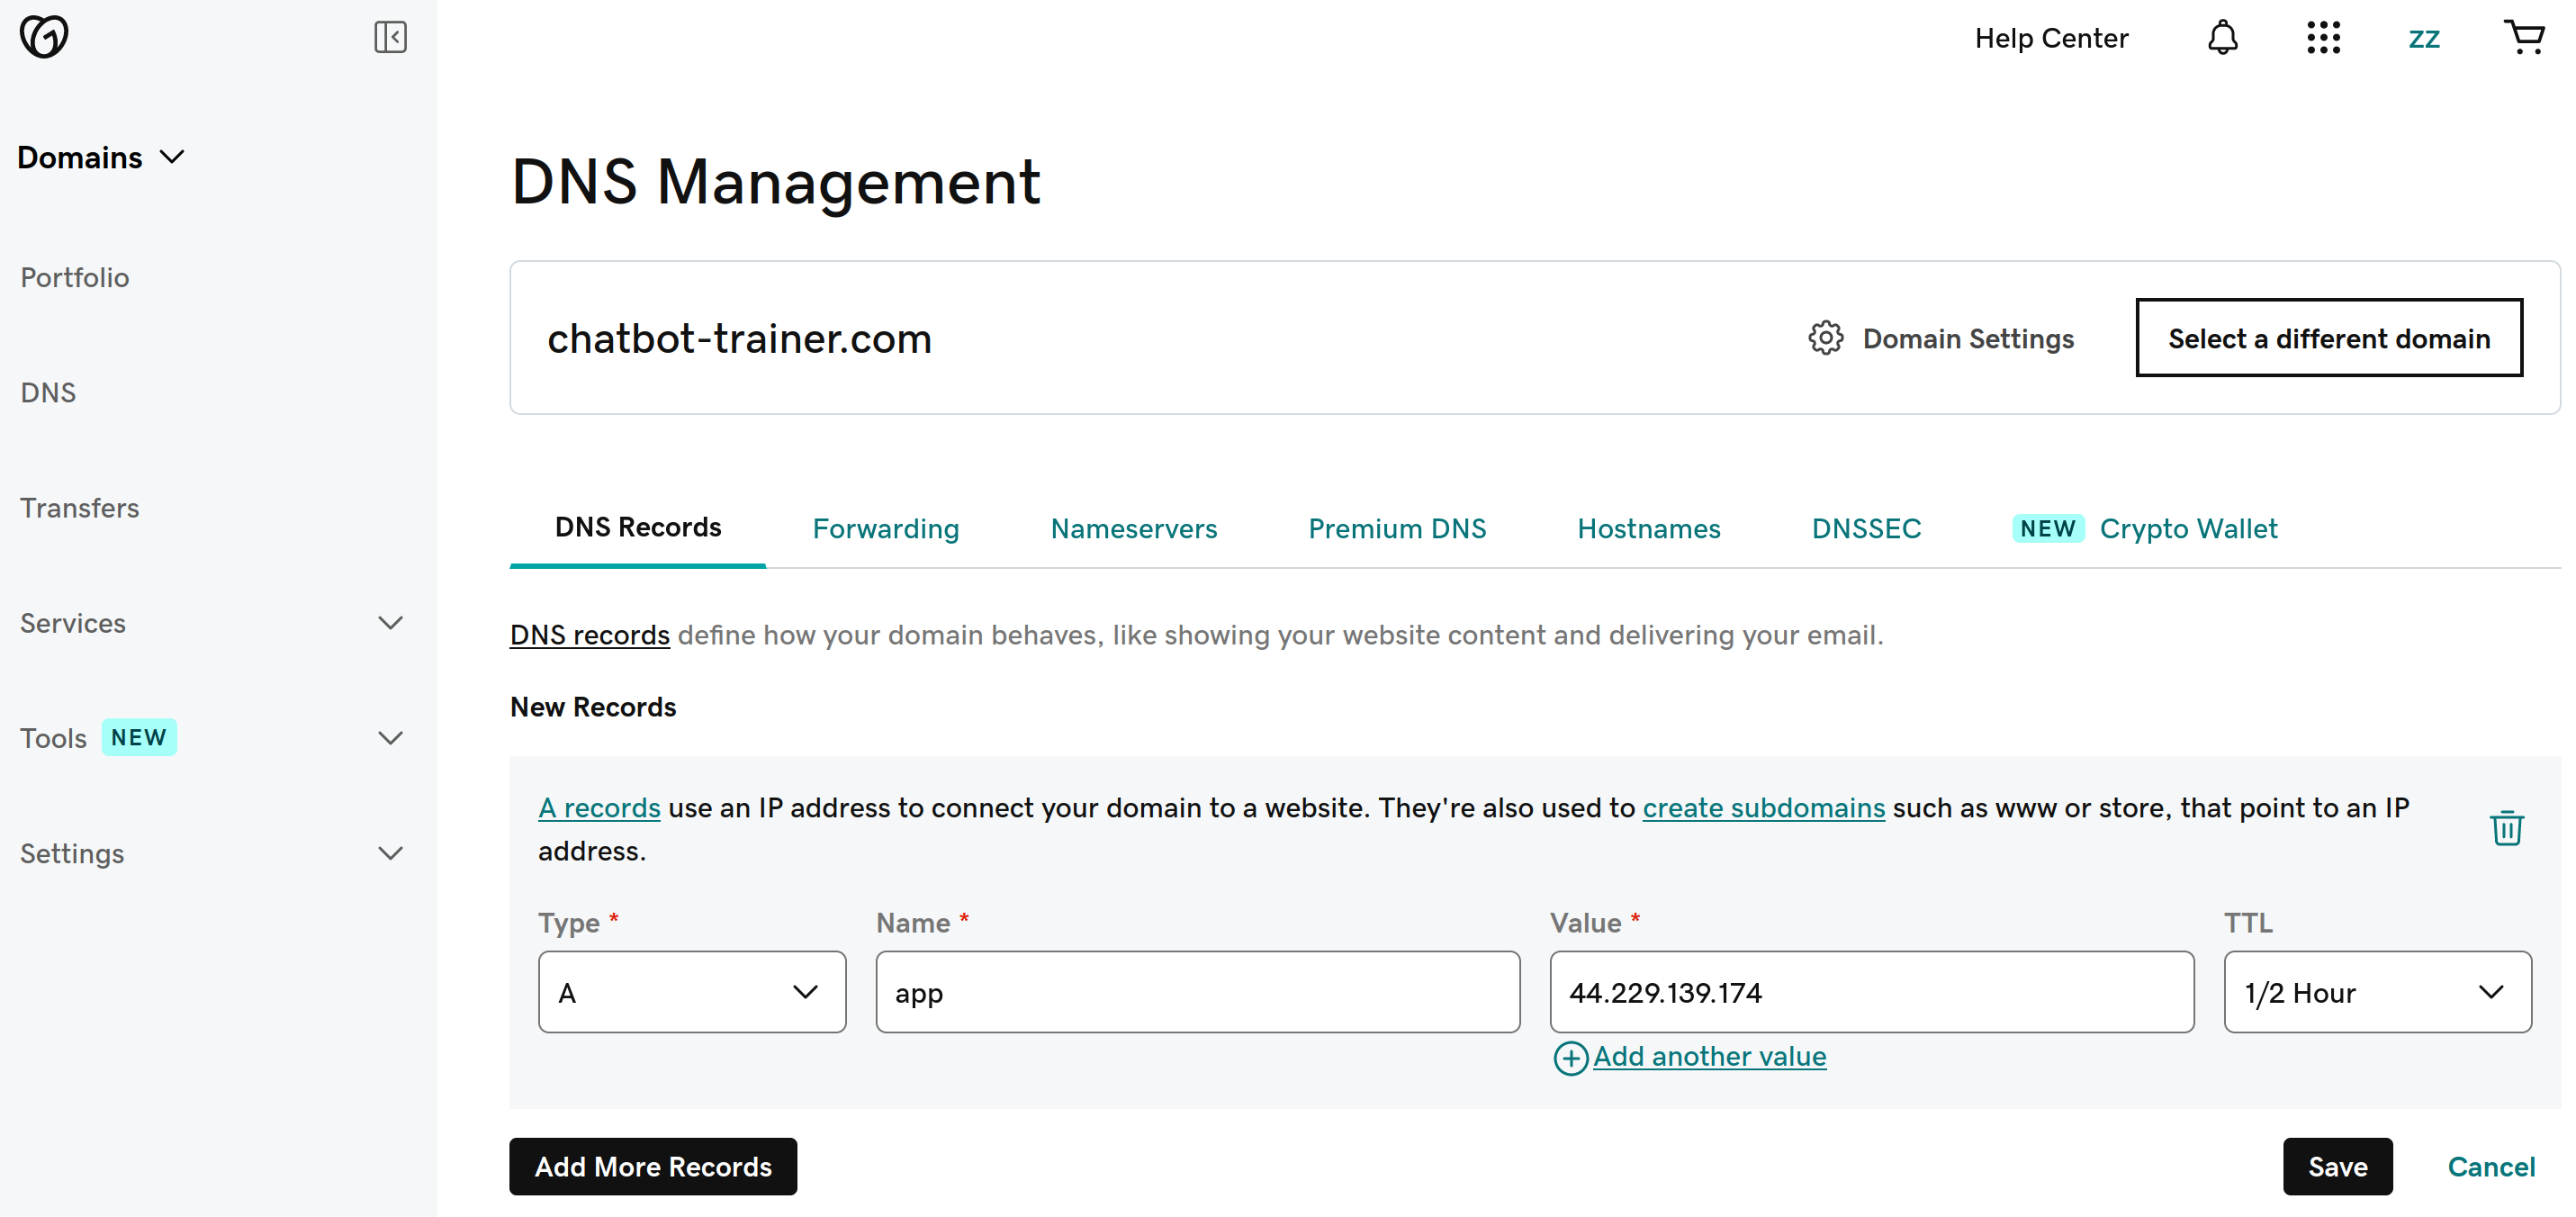 Help Center
ZZ
Domains
Portfolio
DNS
Transfers
Services
Tools NEW
Settings
DNS Management
chatbot-trainer.com
Domain Settings
Select a different domain
DNS Records Forwarding Nameservers Premium DNS Hostnames DNSSEC NEW Crypto Wallet
DNS records define how your domain behaves, like showing your website content and delivering your email.
New Records
A records use an IP address to connect your domain to a website. They're also used to create subdomains such as www or store, that point to an IP
address.
Type * Name * Value * TTL
A app 44.229.139.174 1/2 Hour
Add another value
Add More Records Save Cancel